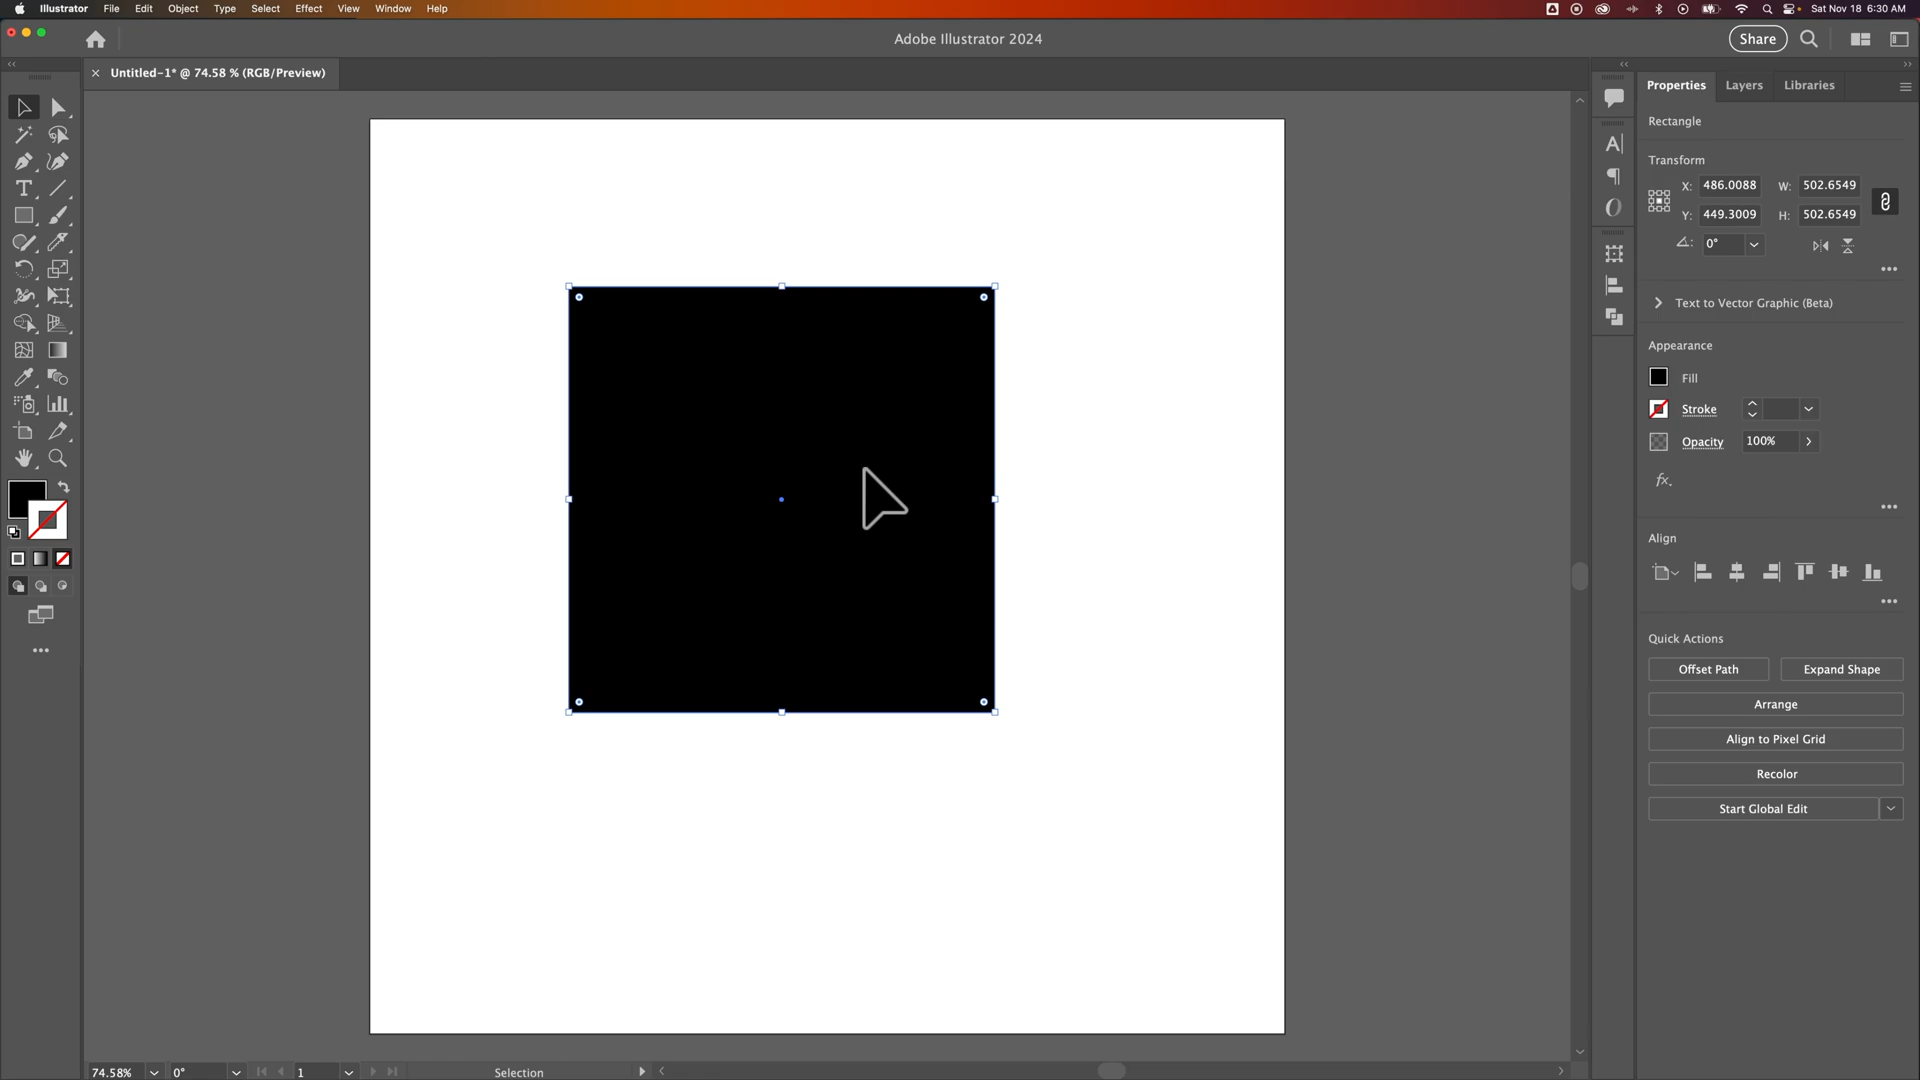 Illustrator File Edit Object Type Select Effect View Window Help
Sat Nov 18 6:30 AM
Adobe Illustrator 2024
Share
Untitled-1* @ 74.58 % (RGB/Preview)
Properties Layers Libraries
Rectangle
Transform
X: 486.0088 W: 502.6549
Y: 449.3009 H: 502.6549
0°
Text to Vector Graphic (Beta)
Appearance
Fill
Stroke
Opacity 100%
fx.
Align
Quick Actions
Offset Path Expand Shape
Arrange
Align to Pixel Grid
Recolor
Start Global Edit
74.58% 0° 1 Selection